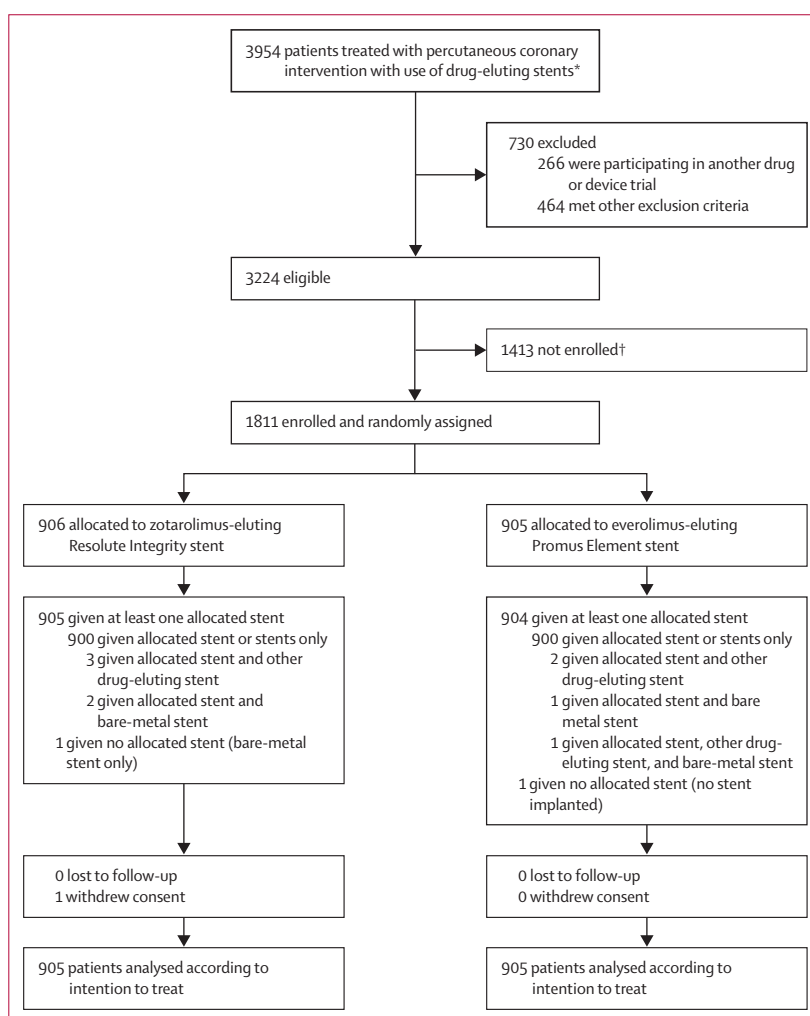 3954 patients treated with percutaneous coronary
intervention with use of drug-eluting stents*
730 excluded
266 were participating in another drug
or device trial
464 met other exclusion criteria
3224 eligible
1413 not enrolled†
1811 enrolled and randomly assigned
906 allocated to zotarolimus-eluting
Resolute Integrity stent
905 allocated to everolimus-eluting
Promus Element stent
905 given at least one allocated stent
900 given allocated stent or stents only
3 given allocated stent and other
drug-eluting stent
2 given allocated stent and
bare-metal stent
1 given no allocated stent (bare-metal
stent only)
904 given at least one allocated stent
900 given allocated stent or stents only
2 given allocated stent and other
drug-eluting stent
1 given allocated stent and bare
metal stent
1 given allocated stent, other drug-
eluting stent, and bare-metal stent
1 given no allocated stent (no stent
implanted)
0 lost to follow-up
1 withdrew consent
0 lost to follow-up
0 withdrew consent
905 patients analysed according to
intention to treat
905 patients analysed according to
intention to treat